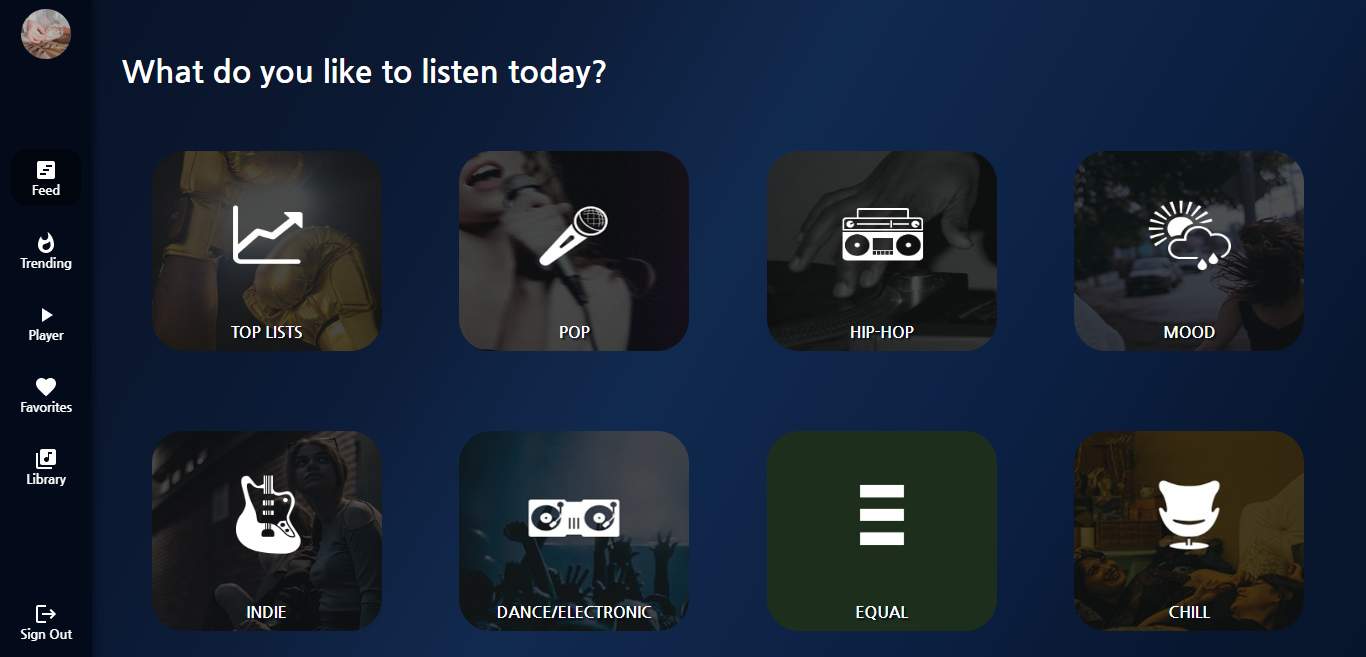 What do you like to listen today?
Feed
Trending
Player
Favorites
Library
Sign Out
TOP LISTS
POP
HIP-HOP
MOOD
INDIE
DANCE/ELECTRONIC
EQUAL
CHILL